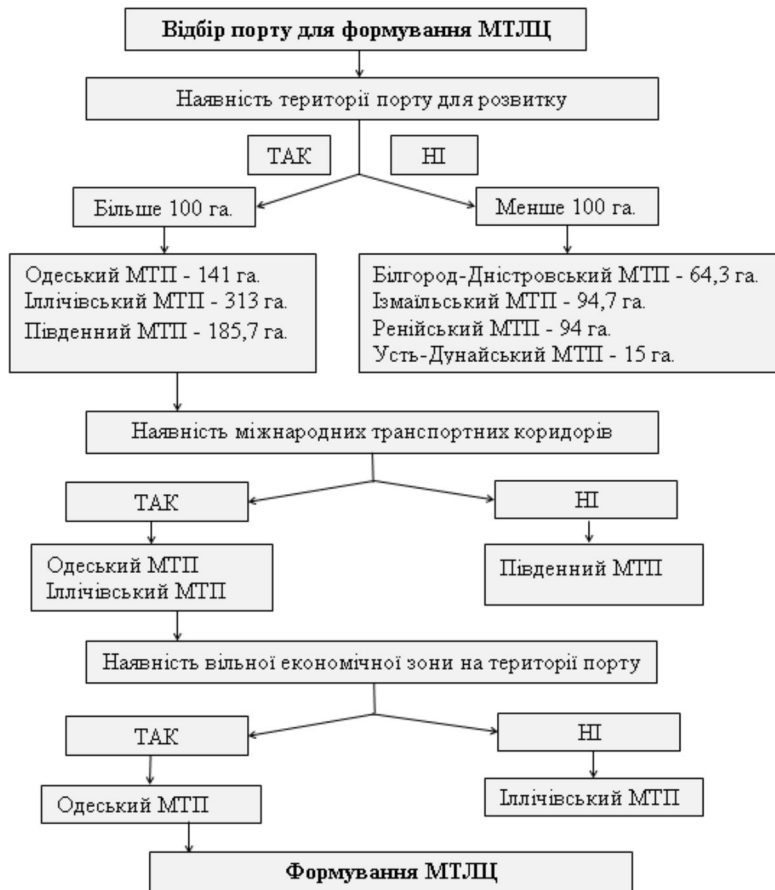 Відбір порту для формування МТЛЦ
Наявність території порту для розвитку
ТАК
НІ
Більше 100 га.
Менше 100 га.
Одеський МТП - 141 га.
Іллічівський МТП - 313 га.
Південний МТП - 185,7 га.
Білгород-Дністровський МТП - 64,3 га.
Ізмаїльський МТП - 94,7 га.
Ренійський МТП - 94 га.
Усть-Дунайський МТП - 15 га.
Наявність міжнародних транспортних коридорів
ТАК
НІ
Одеський МТП
Іллічівський МТП
Південний МТП
Наявність вільної економічної зони на території порту
ТАК
НІ
Одеський МТП
Іллічівський МТП
Формування МТЛЦ